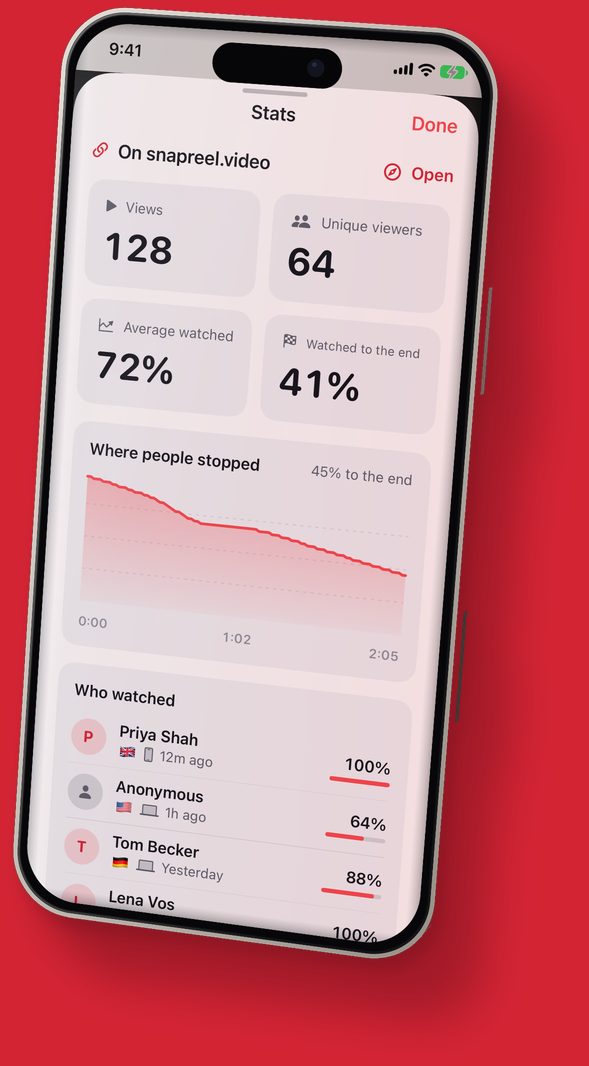 9:41
Stats
Done
On snapreel.video
Open
Views
128
Unique viewers
64
Average watched
72%
Watched to the end
41%
Where people stopped
45% to the end
0:00
1:02
2:05
Who watched
P
Priya Shah
12m ago
100%
Anonymous
1h ago
64%
T
Tom Becker
Yesterday
88%
L
Lena Vos
100%